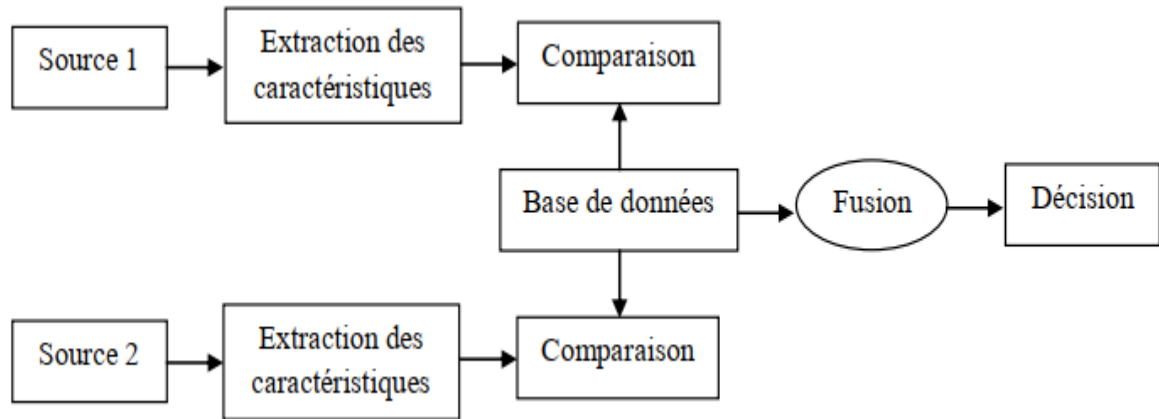 Source 1
Extraction des
caractéristiques
Comparaison
Base de données
Fusion
Décision
Source 2
Extraction des
caractéristiques
Comparaison